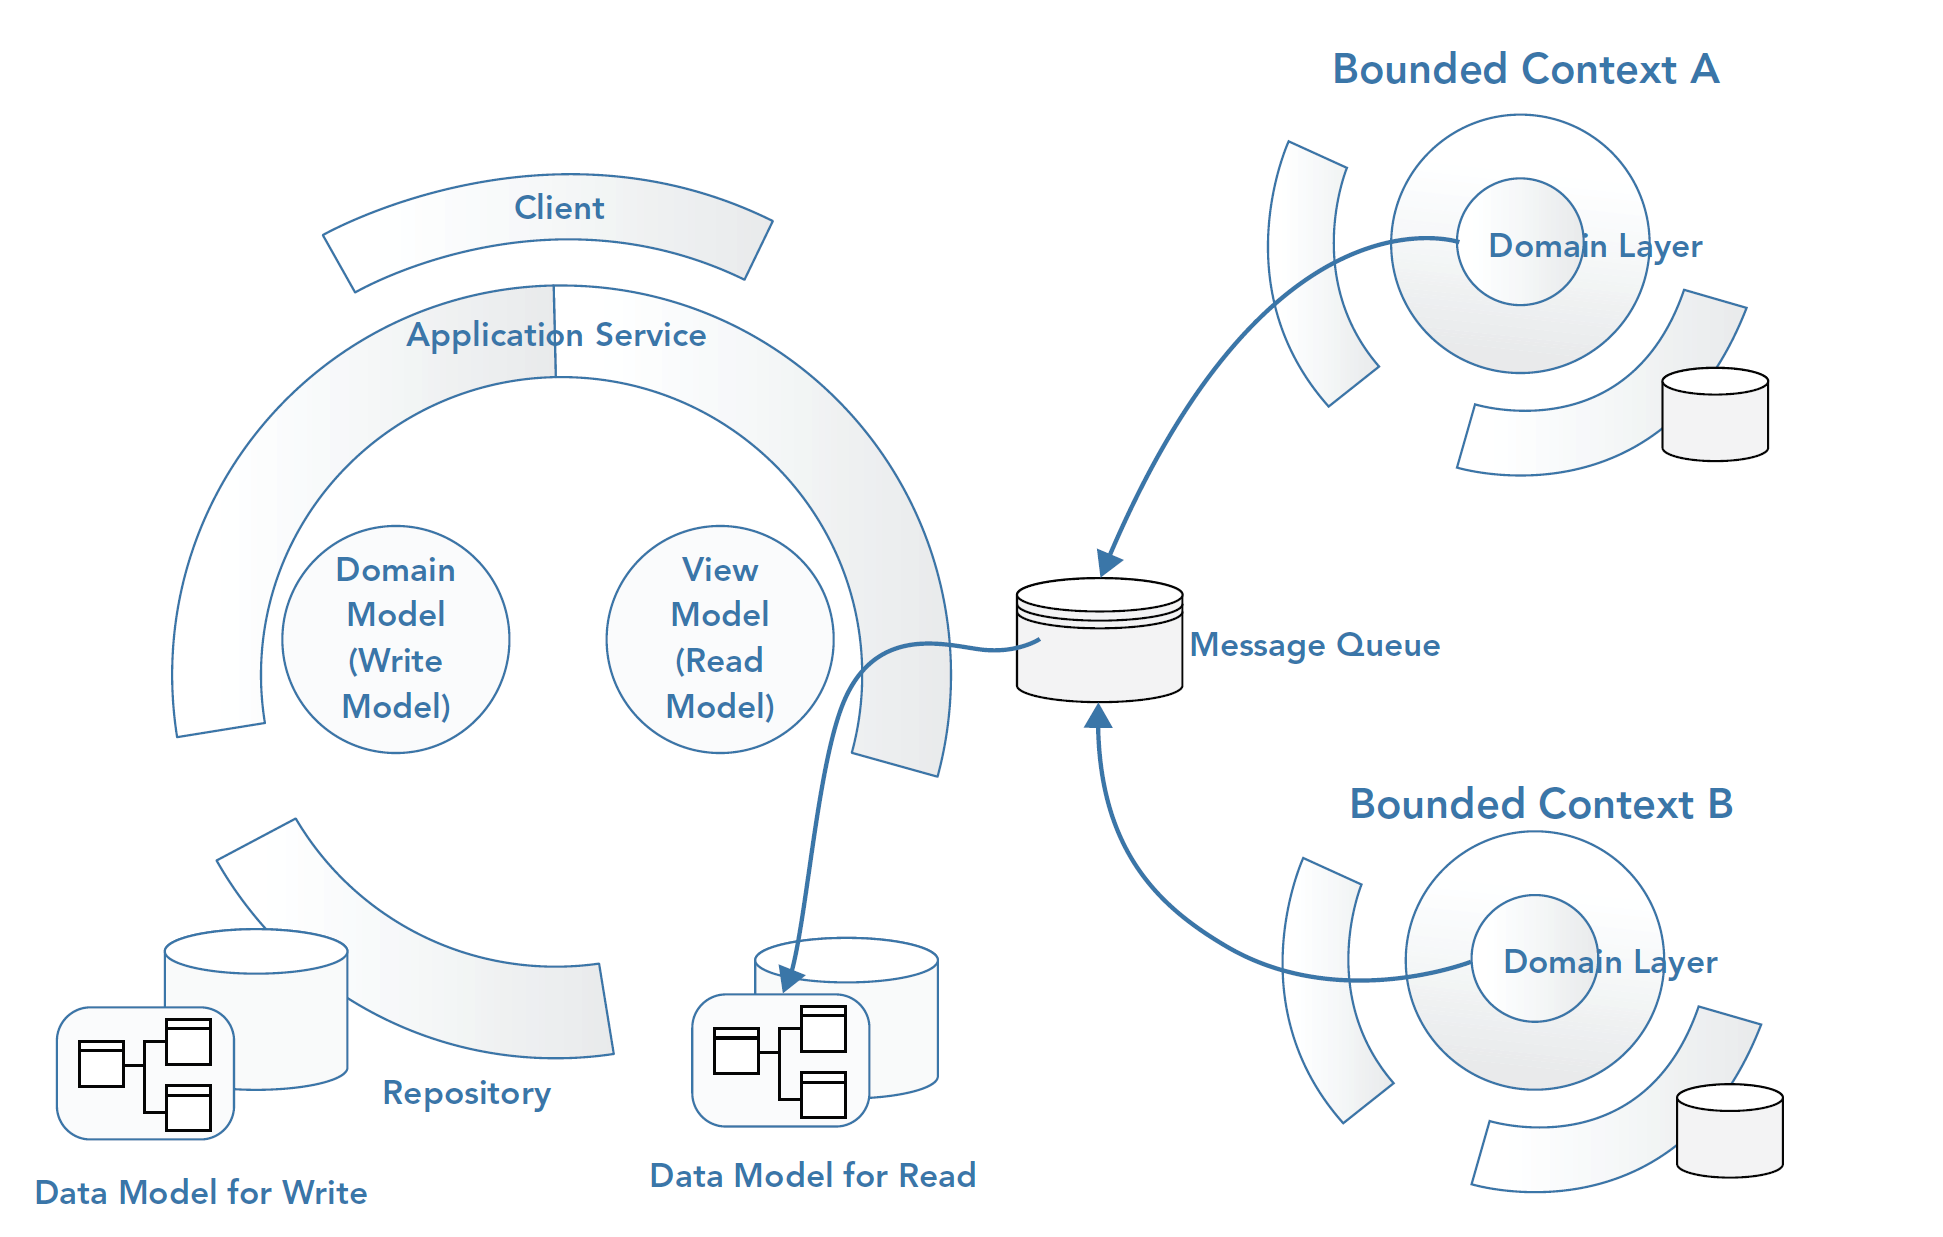 Bounded Context A
Client
Domain Layer
Application Service
Domain
Model
(Write
Model)
View
Model
(Read
Model)
Message Queue
Bounded Context B
Domain Layer
Repository
Data Model for Read
Data Model for Write